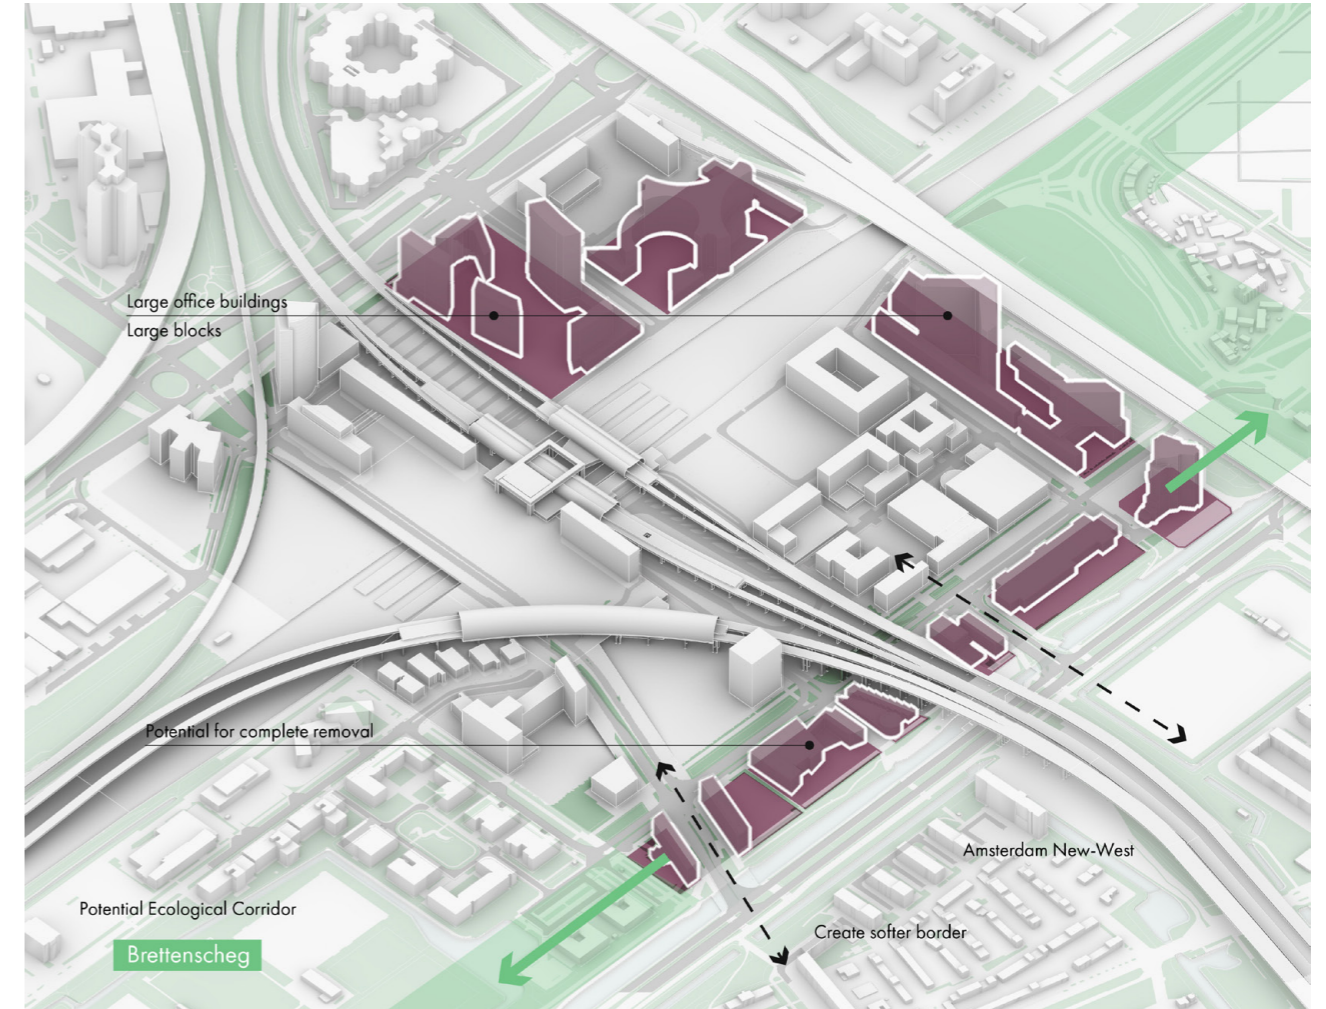 Large office buildings
Large blocks
Potential for complete removal
Amsterdam New-West
Potential Ecological Corridor
Create softer border
Brettenscheg